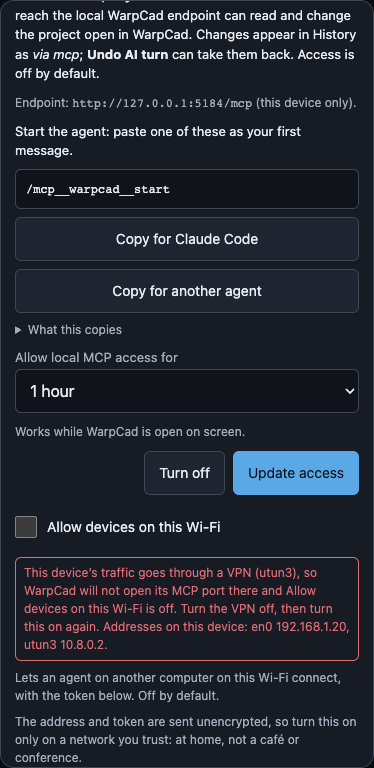 reach the local WarpCad endpoint can read and change
the project open in WarpCad. Changes appear in History
as via mcp; Undo AI turn can take them back. Access is
off by default.
Endpoint: http://127.0.0.1:5184/mcp (this device only).
Start the agent: paste one of these as your first
message.
/mcp__warpcad__start
Copy for Claude Code
Copy for another agent
▶ What this copies
Allow local MCP access for
1 hour
Works while WarpCad is open on screen.
Turn off
Update access
Allow devices on this Wi-Fi
This device's traffic goes through a VPN (utun3), so
WarpCad will not open its MCP port there and Allow
devices on this Wi-Fi is off. Turn the VPN off, then turn
this on again. Addresses on this device: en0 192.168.1.20,
utun3 10.8.0.2.
Lets an agent on another computer on this Wi-Fi connect,
with the token below. Off by default.
The address and token are sent unencrypted, so turn this on
only on a network you trust: at home, not a café or
conference.